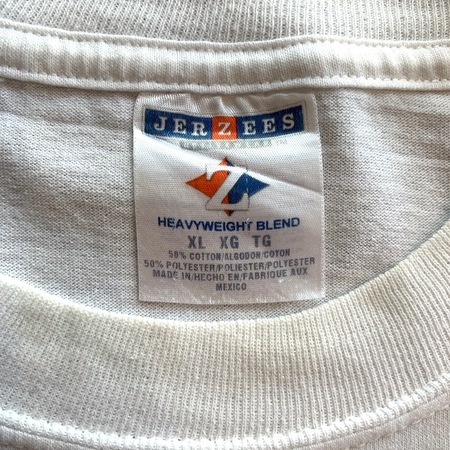 JERZEES
Z
HEAVYWEIGHT BLEND
XL XG TG
50% COTTON/ALGODON/COTON
50% POLYESTER/POLIESTER/POLYESTER
MADE IN/HECHO EN/FABRIQUE AUX
MEXICO